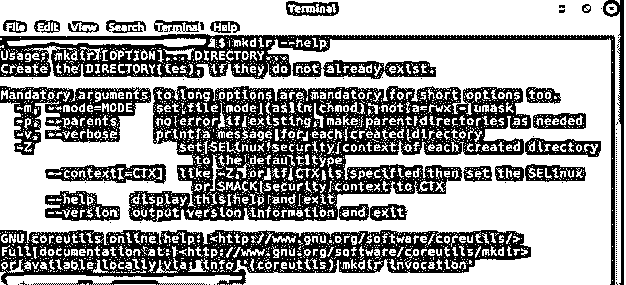 Terminal
File Edit View Search Terminal Help
$ mkdir --help
Usage: mkdir [OPTION]... DIRECTORY...
Create the DIRECTORY(ies), if they do not already exist.
Mandatory arguments to long options are mandatory for short options too.
-m, --mode=MODE set file mode (as in chmod), not a=rwx - umask
-p, --parents no error if existing, make parent directories as needed
-v, --verbose print a message for each created directory
-Z set SELinux security context of each created directory
to the default type
--context[=CTX] like -Z, or if CTX is specified then set the SELinux
or SMACK security context to CTX
--help display this help and exit
--version output version information and exit
GNU coreutils online help: <http://www.gnu.org/software/coreutils/>
Full documentation at: <http://www.gnu.org/software/coreutils/mkdir>
or available locally via: info '(coreutils) mkdir invocation'